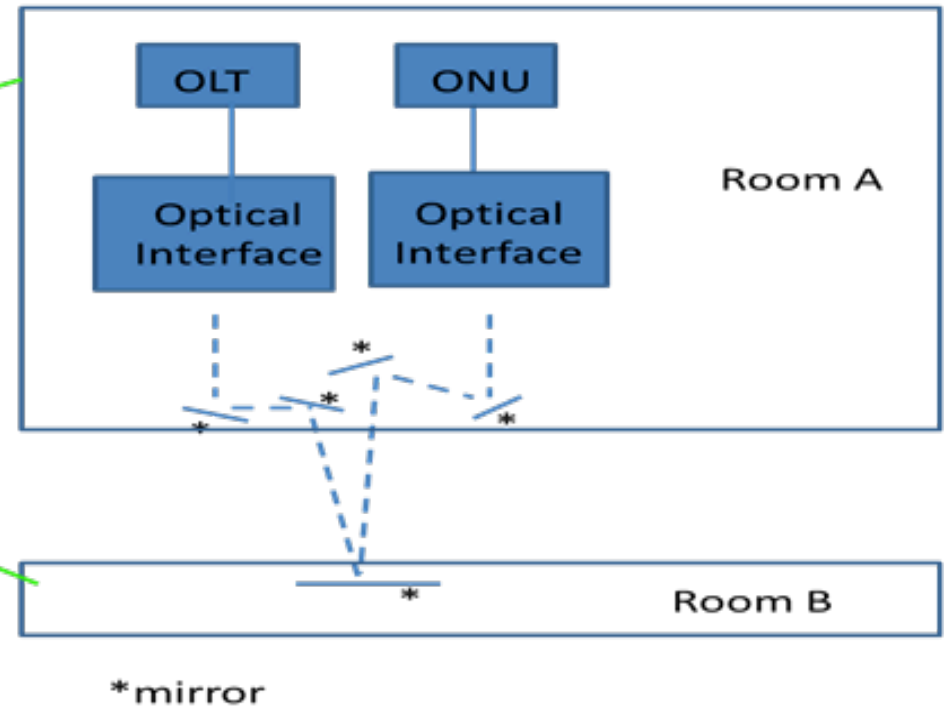 OLT
ONU
Optical
Interface
Optical
Interface
Room A
*
*
*
*
*
Room B
*mirror